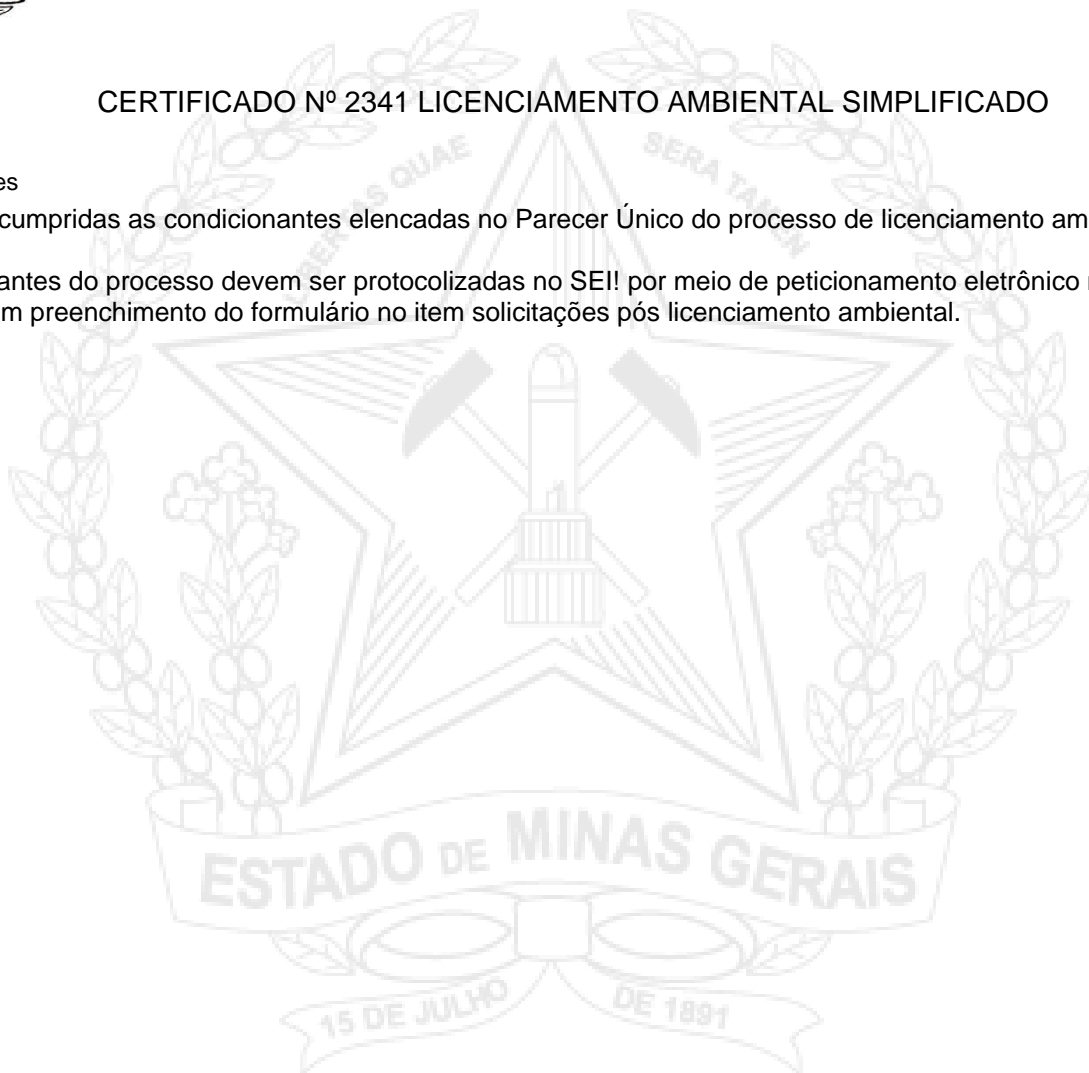 CERTIFICADO Nº 2341 LICENCIAMENTO AMBIENTAL SIMPLIFICADO
es
cumpridas as condicionantes elencadas no Parecer Único do processo de licenciamento am
antes do processo devem ser protocolizadas no SEI! por meio de peticionamento eletrônico
m preenchimento do formulário no item solicitações pós licenciamento ambiental.
LIBERTAS QUAE SERA TAMEN
ESTADO DE MINAS GERAIS
15 DE JULHO DE 1891